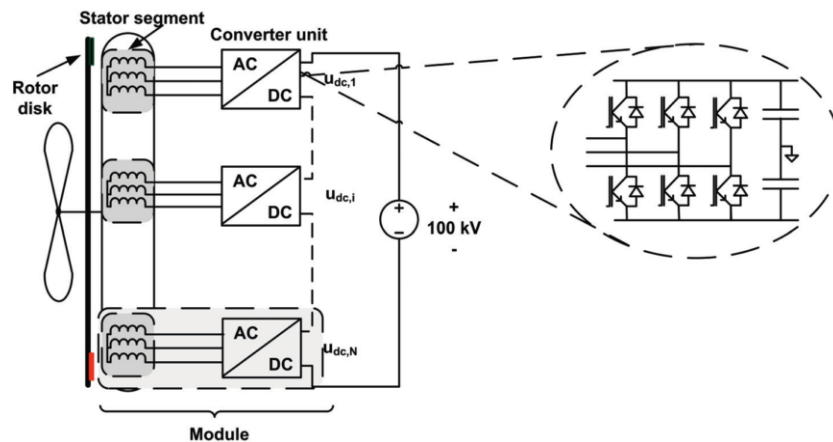 Stator segment
Converter unit
Rotor
disk
AC
DC
u_dc,1
AC
DC
u_dc,i
+
−
+
100 kV
-
AC
DC
u_dc,N
Module